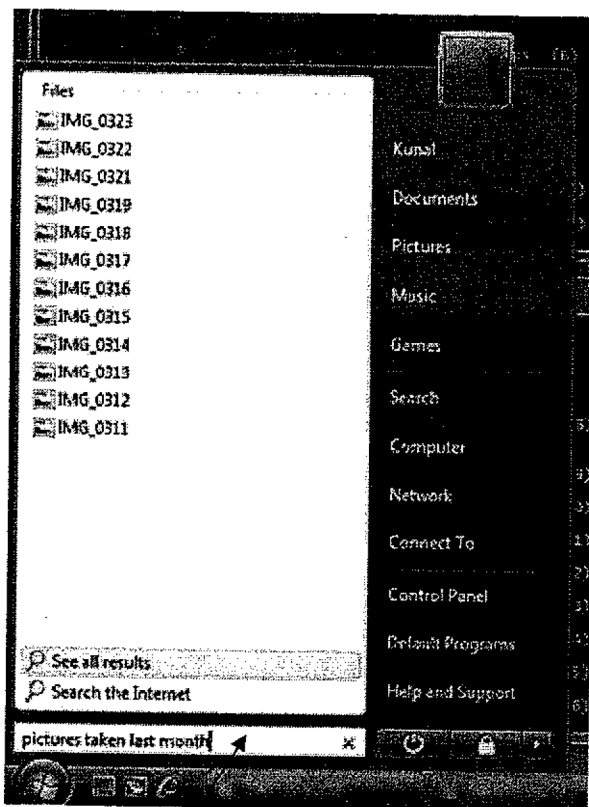 Files
IMG_0323
IMG_0322
IMG_0321
IMG_0319
IMG_0318
IMG_0317
IMG_0316
IMG_0315
IMG_0314
IMG_0313
IMG_0312
IMG_0311
See all results
Search the Internet
pictures taken last month
Kunal
Documents
Pictures
Music
Games
Search
Computer
Network
Connect To
Control Panel
Default Programs
Help and Support